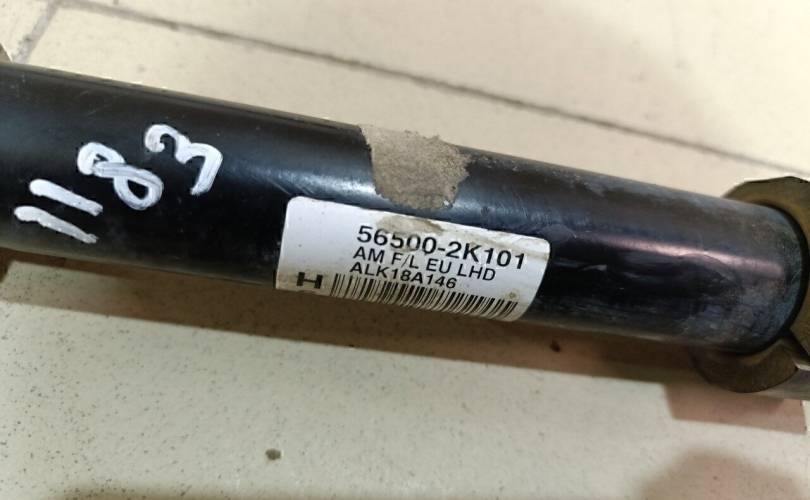 1183
56500-2K101
AM F/L EU LHD
ALK18A146
H